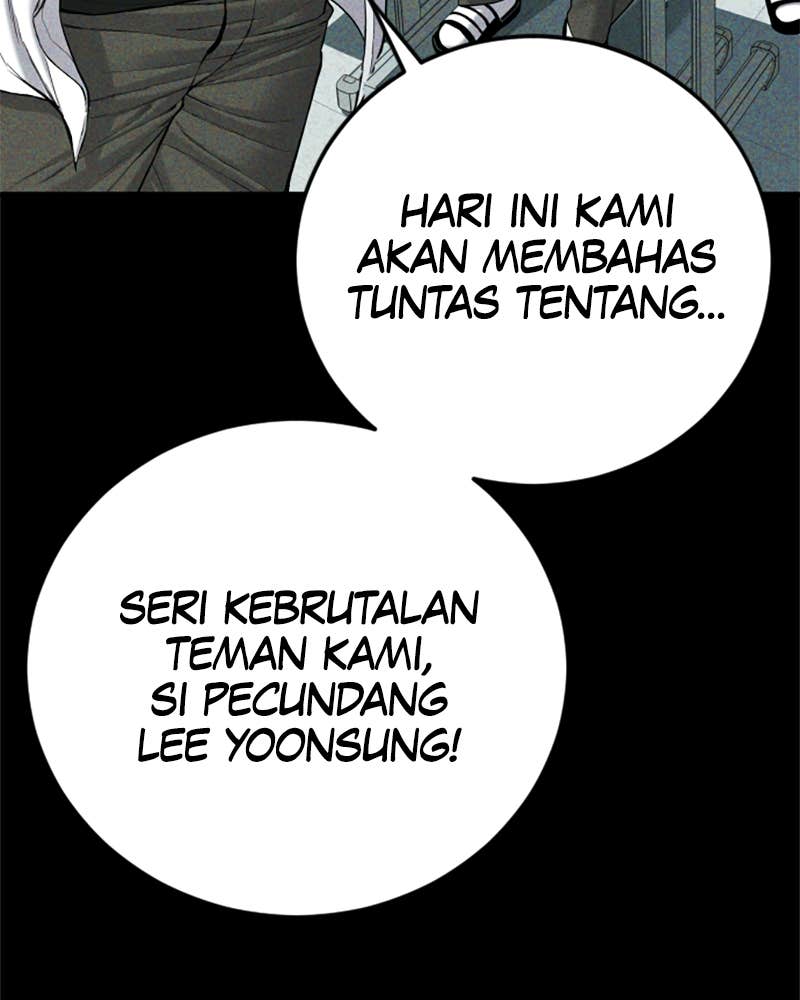 HARI INI KAMI
AKAN MEMBAHAS
TUNTAS TENTANG...
SERI KEBRUTALAN
TEMAN KAMI,
SI PECUNDANG
LEE YOONSUNG!